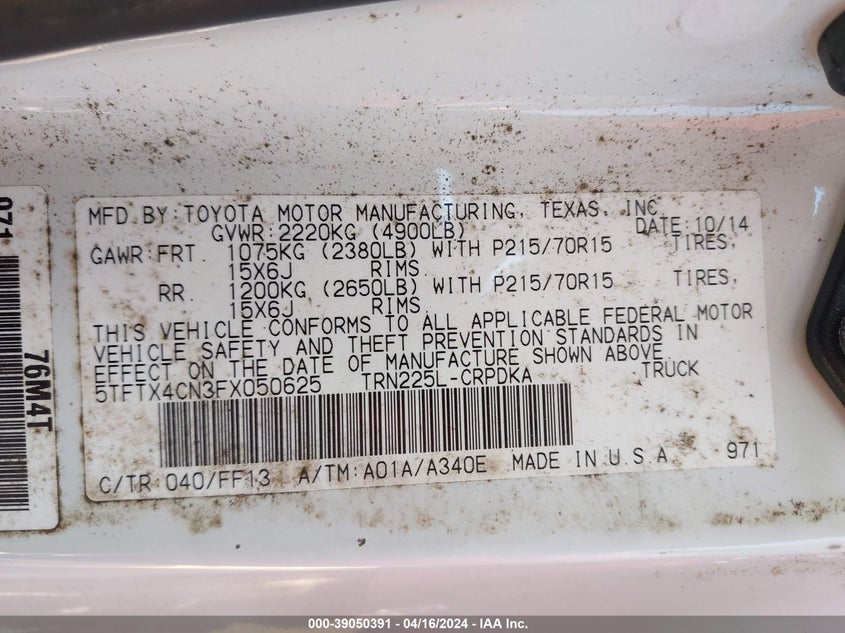 MFD.BY:TOYOTA MOTOR MANUFACTURING, TEXAS, INC.
GVWR:2220KG (4900LB) DATE:10/14
GAWR:FRT 1075KG (2380LB) WITH P215/70R15 TIRES,
15X6J RIMS
RR 1200KG (2650LB) WITH P215/70R15 TIRES,
15X6J RIMS.
THIS VEHICLE CONFORMS TO ALL APPLICABLE FEDERAL MOTOR
VEHICLE SAFETY AND THEFT PREVENTION STANDARDS IN
EFFECT ON THE DATE OF MANUFACTURE SHOWN ABOVE.
5TFTX4CN3FX050625 TRN225L-CRPDKA TRUCK
C/TR:040/FF13 A/TM:A01A/A340E MADE IN U.S.A 971
971
76M4T
000-39050391 - 04/16/2024 - IAA Inc.